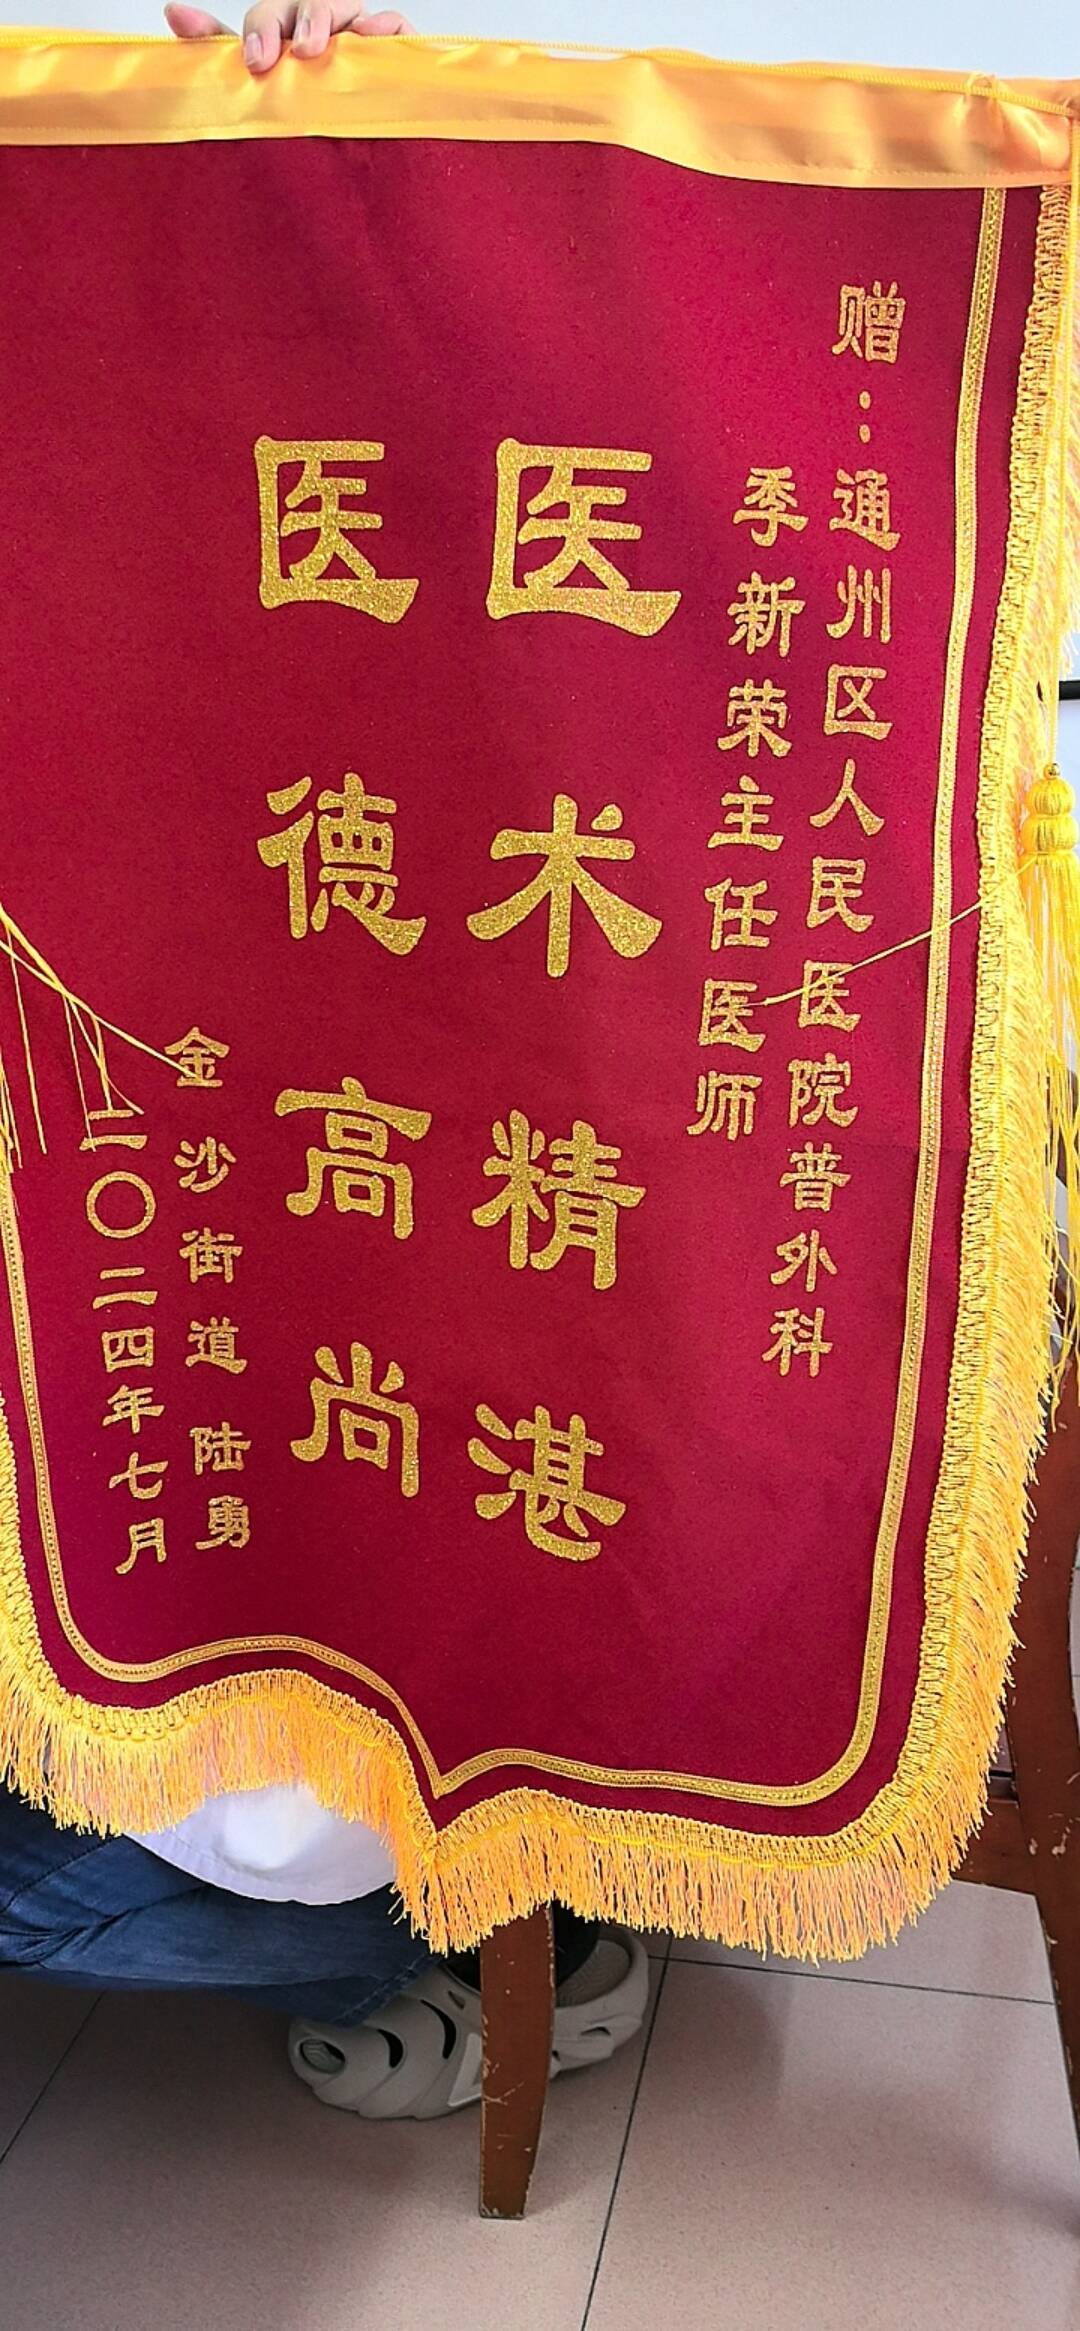 赠：通州区人民医院普外科
季新荣主任医师
医术精湛
医德高尚
金沙街道 陆勇
二〇二四年七月